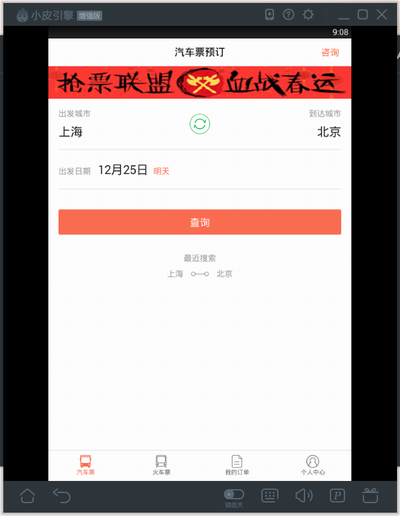 小皮引擎 增强版
9:08
汽车票预订 咨询
抢票联盟 血战春运
出发城市 到达城市
上海 北京
出发日期 12月25日 明天
查询
最近搜索
上海 北京
汽车票 火车票 我的订单 个人中心